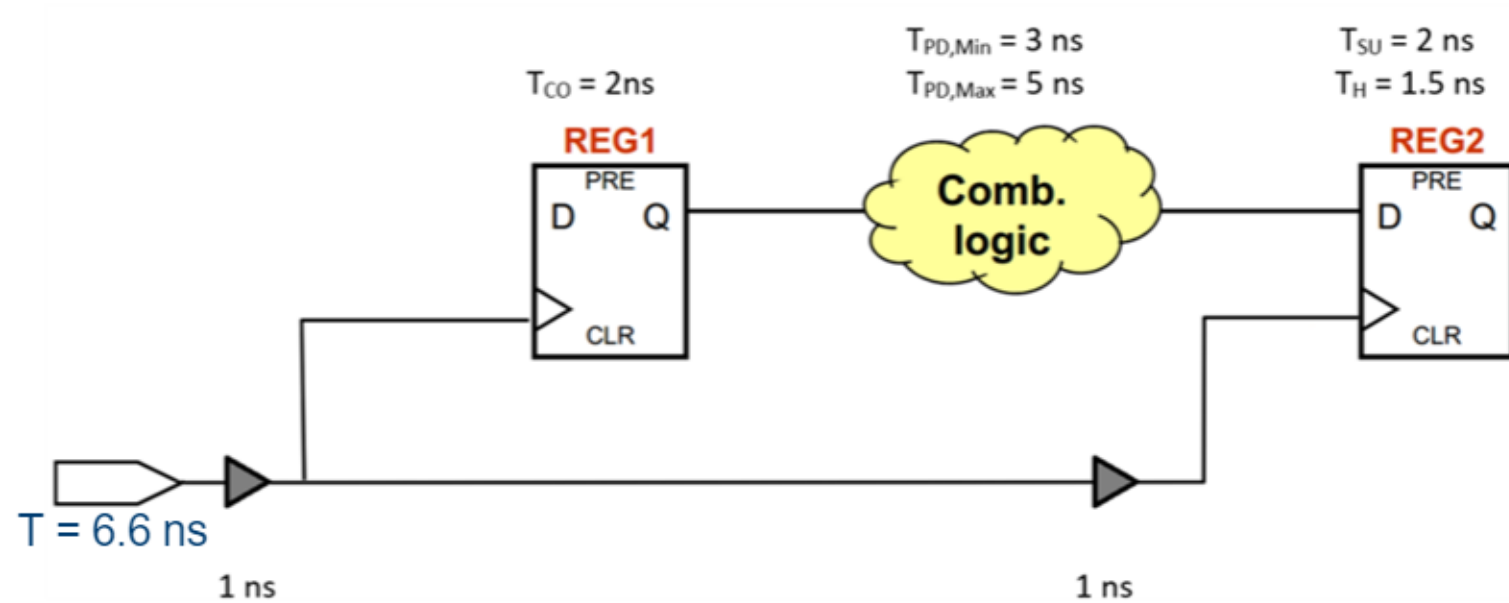 T_PD,Min = 3 ns
T_SU = 2 ns
T_CO = 2ns
T_PD,Max = 5 ns
T_H = 1.5 ns
REG1
REG2
PRE
PRE
D Q
Comb.
logic
D Q
CLR
CLR
T = 6.6 ns
1 ns
1 ns